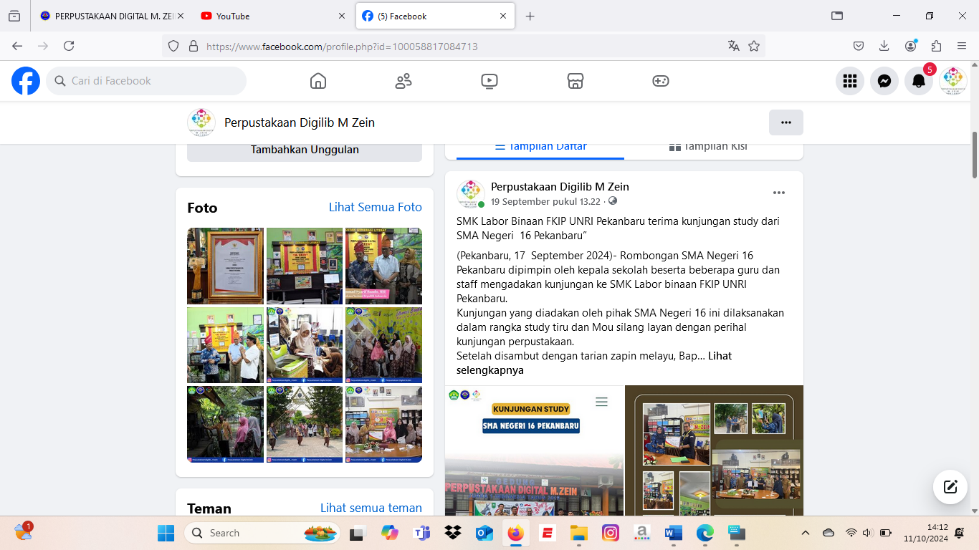 PERPUSTAKAAN DIGITAL M. ZEI
YouTube
(5) Facebook
https://www.facebook.com/profile.php?id=100058817084713
Cari di Facebook
5
Perpustakaan Digilib M Zein
Tambahkan Unggulan
Tampilan Daftar
Tampilan Kisi
Foto
Lihat Semua Foto
Perpustakaan Digilib M Zein
19 September pukul 13.22 ·
SMK Labor Binaan FKIP UNRI Pekanbaru terima kunjungan study dari
SMA Negeri 16 Pekanbaru"
(Pekanbaru, 17 September 2024)- Rombongan SMA Negeri 16
Pekanbaru dipimpin oleh kepala sekolah beserta beberapa guru dan
staff mengadakan kunjungan ke SMK Labor binaan FKIP UNRI
Pekanbaru.
Kunjungan yang diadakan oleh pihak SMA Negeri 16 ini dilaksanakan
dalam rangka study tiru dan Mou silang layan dengan perihal
kunjungan perpustakaan.
Setelah disambut dengan tarian zapin melayu, Bap... Lihat
selengkapnya
KUNJUNGAN STUDY
SMA NEGERI 16 PEKANBARU
GEDUNG
PERPUSTAKAAN DIGITAL M.ZEIN
Teman
Lihat semua teman
1
Search
14:12
11/10/2024